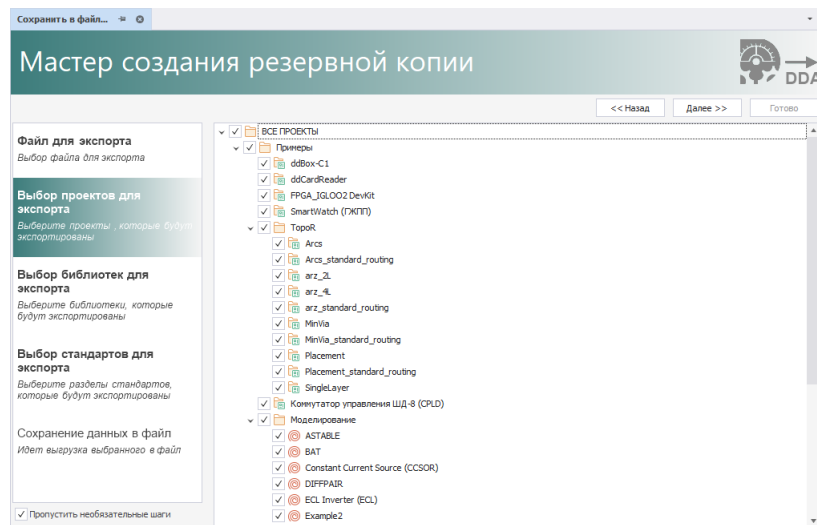 Сохранить в файл...
Мастер создания резервной копии
DDA
<< Назад
Далее >>
Готово
Файл для экспорта
Выбор файла для экспорта
Выбор проектов для
экспорта
Выберите проекты , которые будут
экспортированы
Выбор библиотек для
экспорта
Выберите библиотеки, которые
будут экспортированы
Выбор стандартов для
экспорта
Выберите разделы стандартов,
которые будут экспортированы
Сохранение данных в файл
Идет выгрузка выбранного в файл
Пропустить необязательные шаги
ВСЕ ПРОЕКТЫ
Примеры
ddBox-C1
ddCardReader
FPGA_IGLOO2 DevKit
SmartWatch (ГЖПП)
TopoR
Arcs
Arcs_standard_routing
arz_2L
arz_4L
arz_standard_routing
MinVia
MinVia_standard_routing
Placement
Placement_standard_routing
SingleLayer
Коммутатор управления ШД-8 (CPLD)
Моделирование
ASTABLE
BAT
Constant Current Source (CCSOR)
DIFFPAIR
ECL Inverter (ECL)
Example2